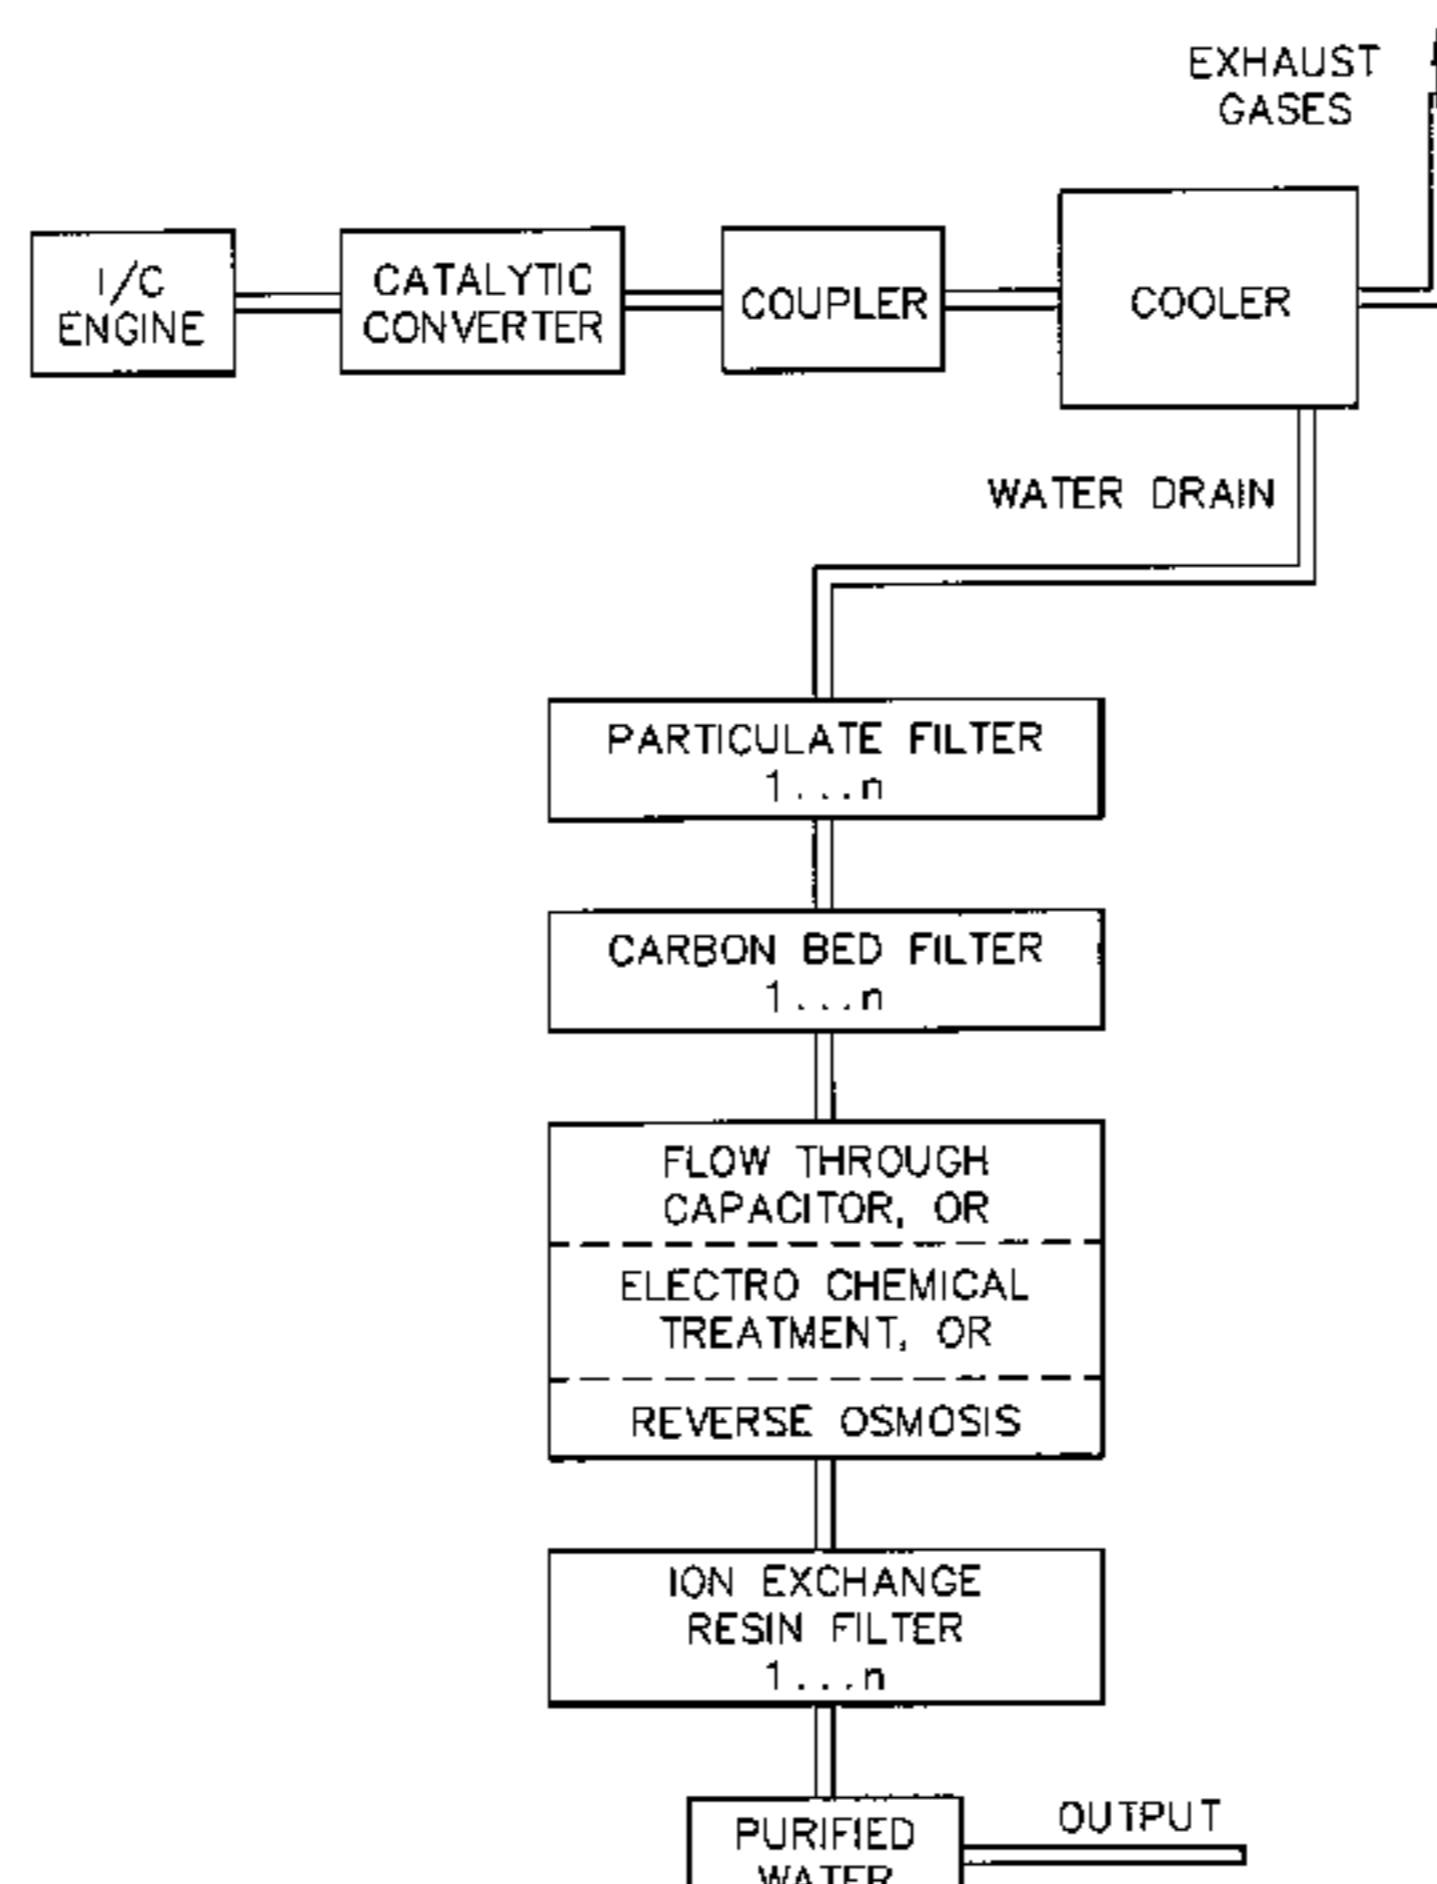 EXHAUST
GASES
I/C
ENGINE
CATALYTIC
CONVERTER
COUPLER
COOLER
WATER DRAIN
PARTICULATE FILTER
1...n
CARBON BED FILTER
1...n
FLOW THROUGH
CAPACITOR, OR
ELECTRO CHEMICAL
TREATMENT, OR
REVERSE OSMOSIS
ION EXCHANGE
RESIN FILTER
1...n
PURIFIED
WATER
OUTPUT